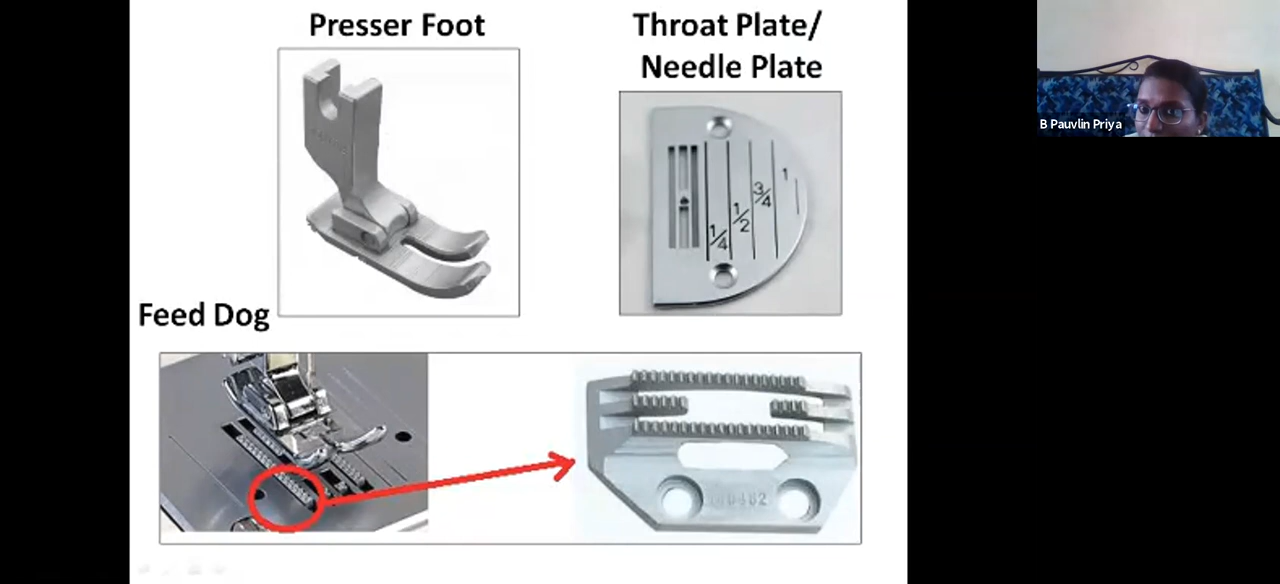 Presser Foot
Throat Plate/
Needle Plate
1/4
1/2
3/4
1
Feed Dog
B Pauvlin Priya